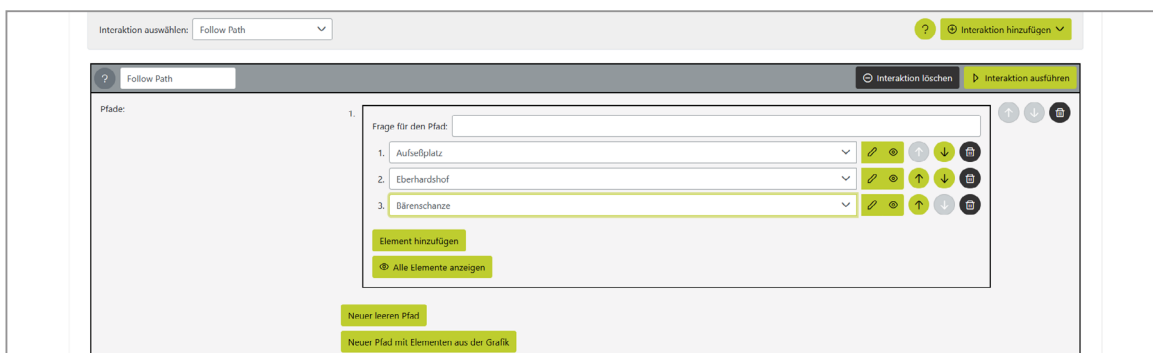 Interaktion auswählen: Follow Path ? Interaktion hinzufügen
? Follow Path Interaktion löschen Interaktion ausführen
Pfade:
1.
Frage für den Pfad:
1. Aufseßplatz
2. Eberhardshof
3. Bärenschanze
Element hinzufügen
Alle Elemente anzeigen
Neuer leeren Pfad
Neuer Pfad mit Elementen aus der Grafik